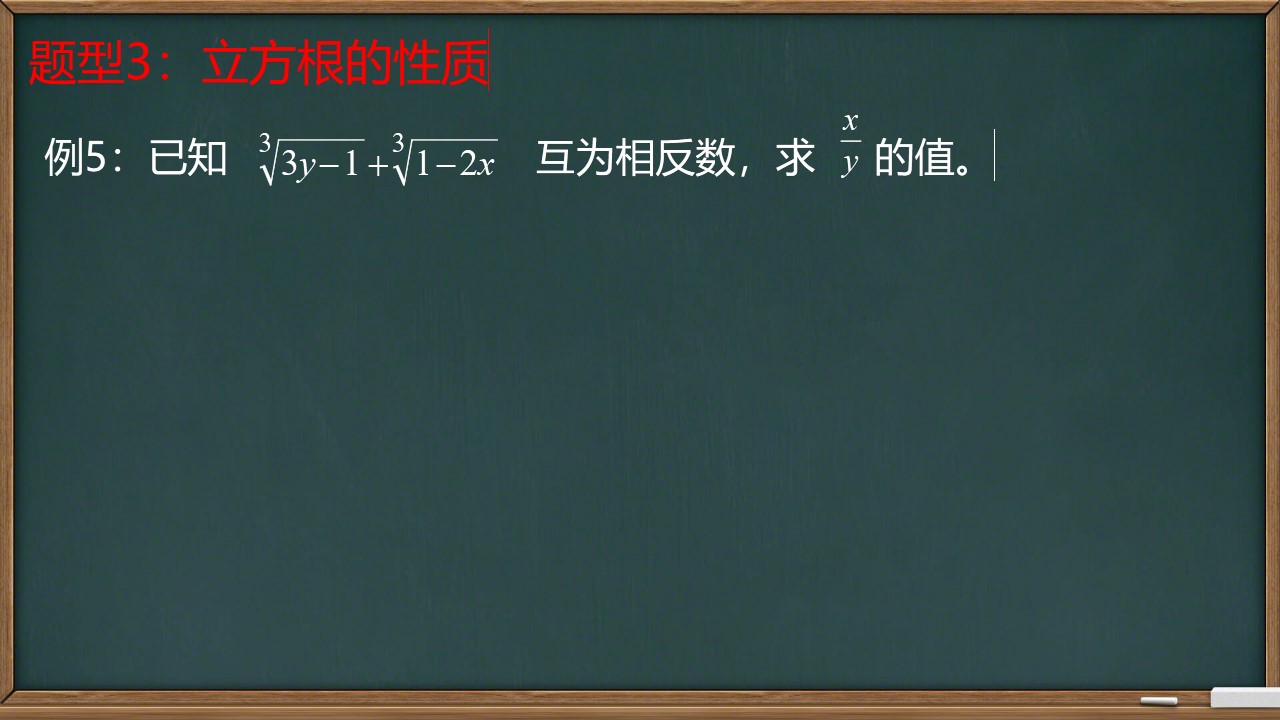 题型3：立方根的性质
例5：已知 ∛(3y−1)+∛(1−2x) 互为相反数，求 x/y 的值。